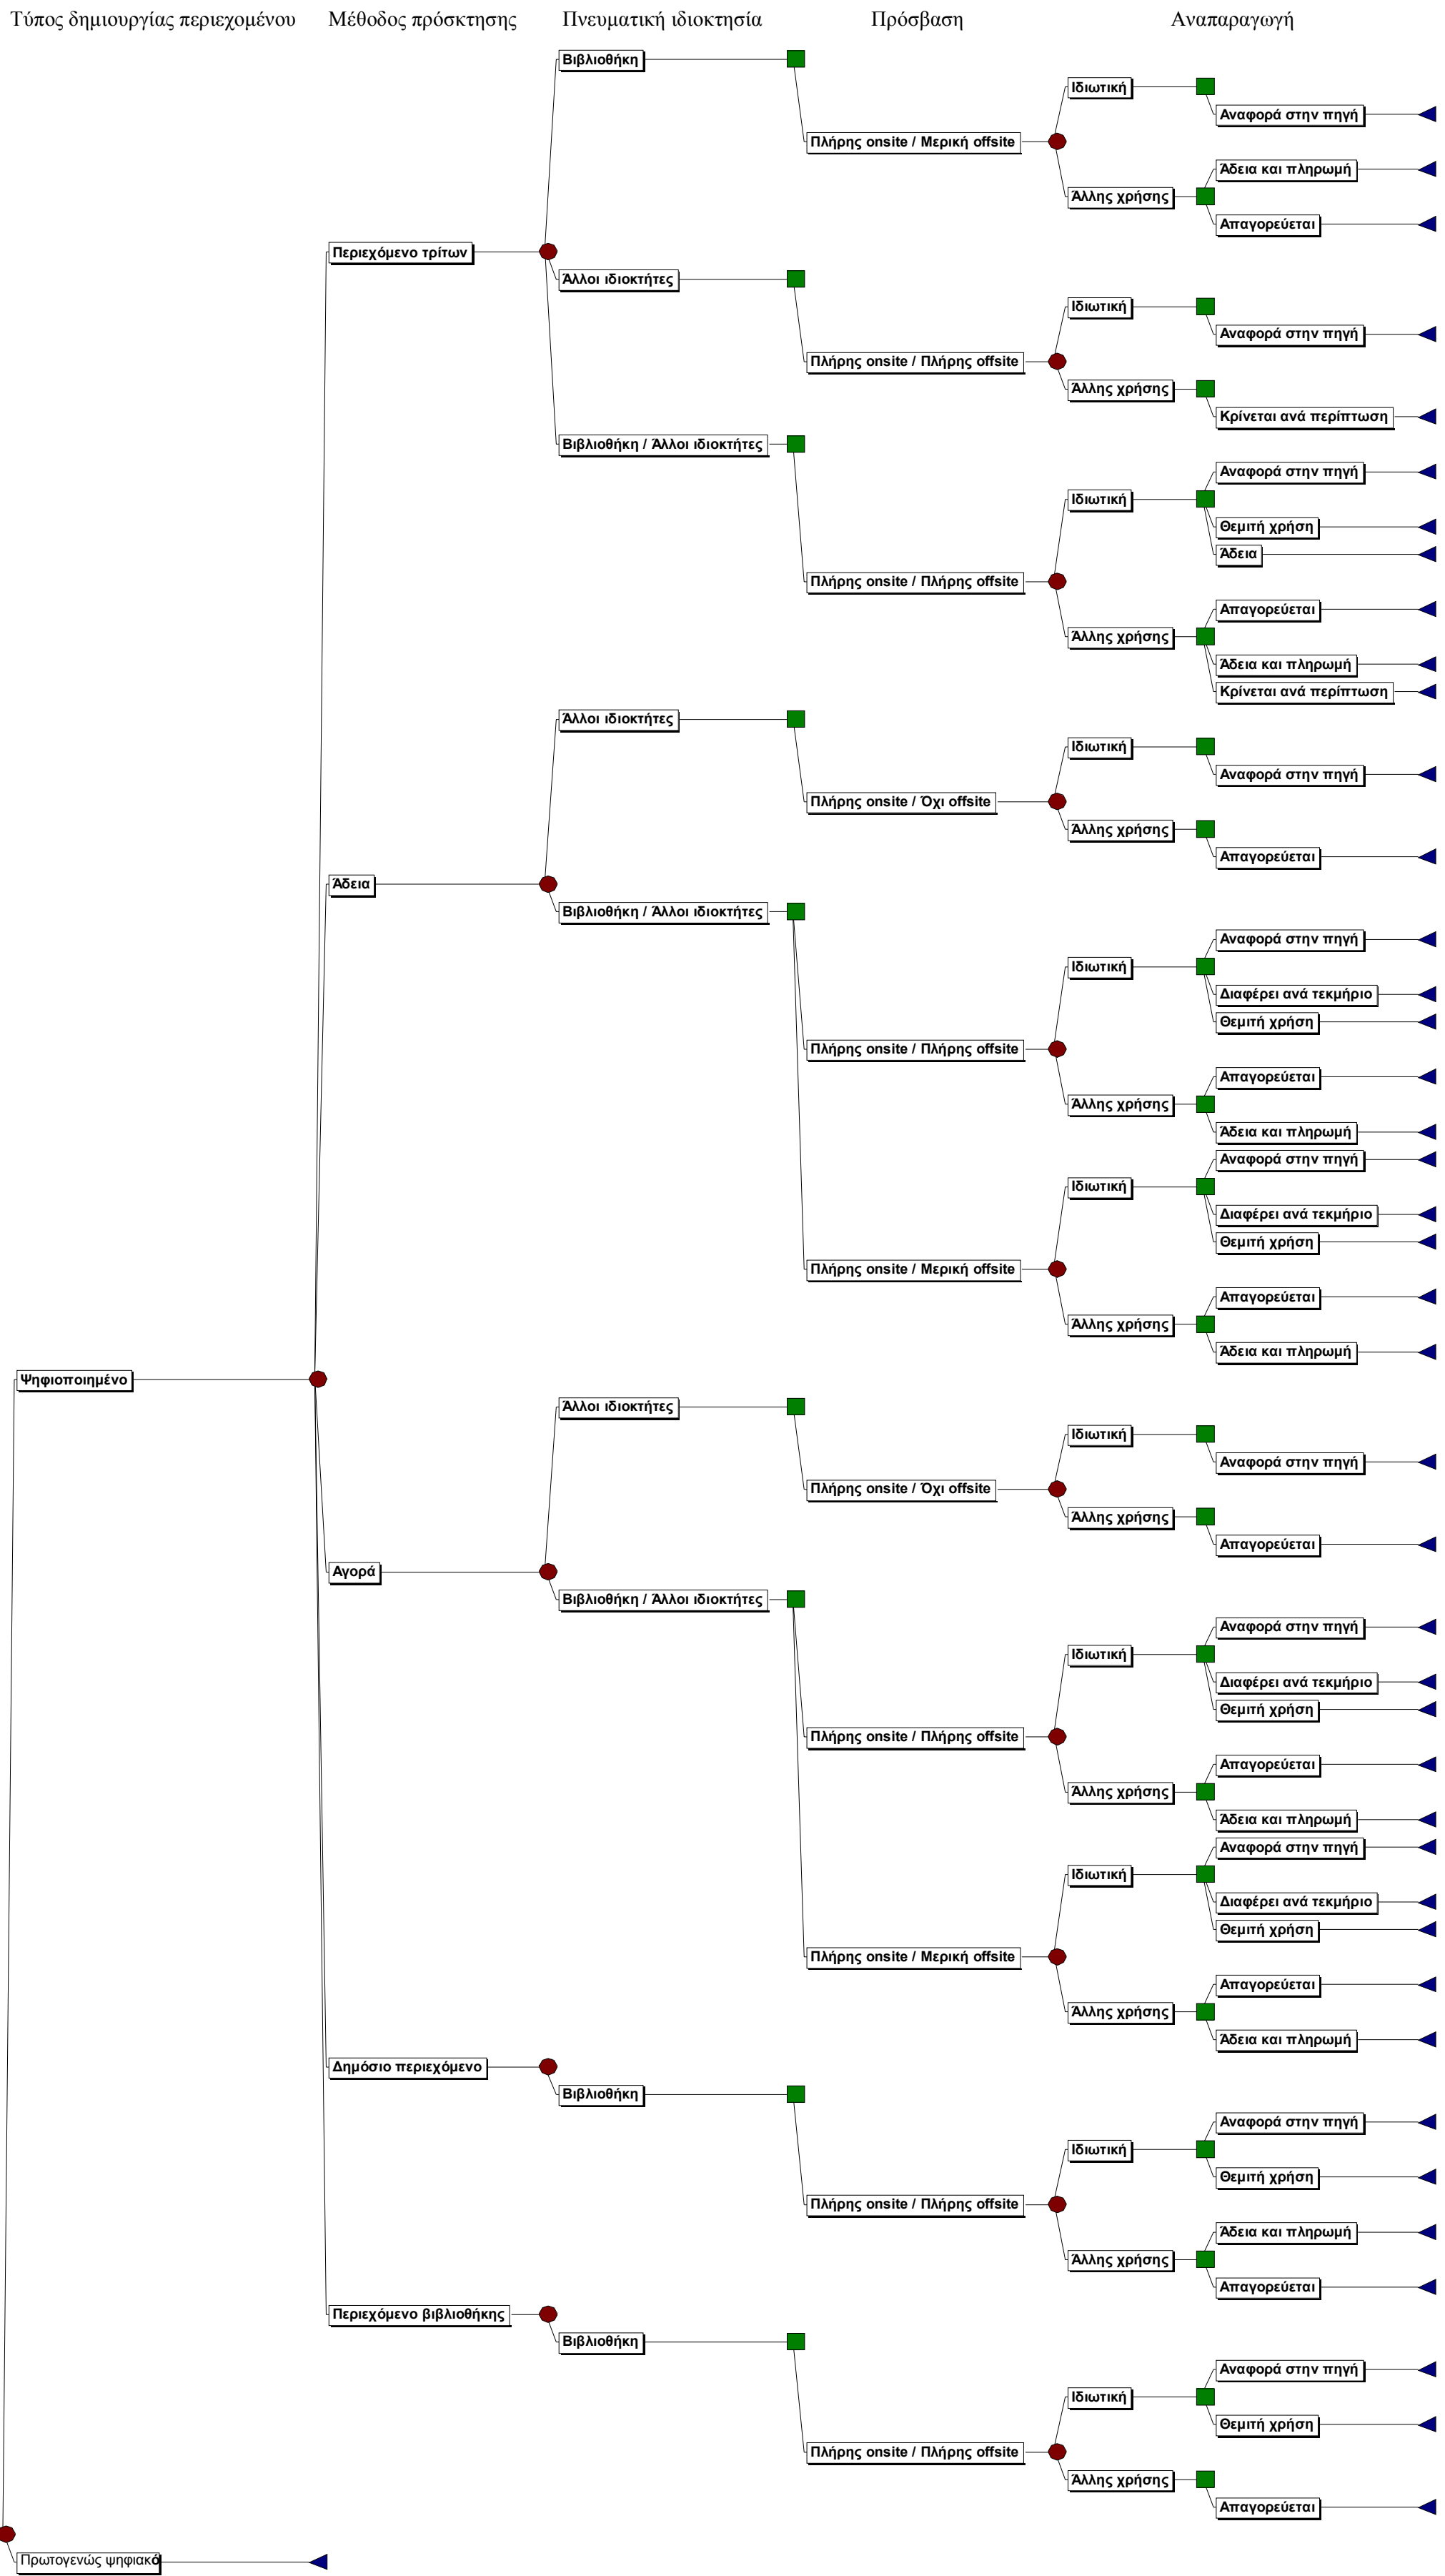 Τύπος δημιουργίας περιεχομένου Μέθοδος πρόσκτησης Πνευματική ιδιοκτησία Πρόσβαση Αναπαραγωγή
Βιβλιοθήκη
Ιδιωτική
Αναφορά στην πηγή
Πλήρης onsite / Μερική offsite
Άδεια και πληρωμή
Άλλης χρήσης
Απαγορεύεται
Περιεχόμενο τρίτων
Άλλοι ιδιοκτήτες
Ιδιωτική
Αναφορά στην πηγή
Πλήρης onsite / Πλήρης offsite
Άλλης χρήσης
Κρίνεται ανά περίπτωση
Βιβλιοθήκη / Άλλοι ιδιοκτήτες
Αναφορά στην πηγή
Ιδιωτική
Θεμιτή χρήση
Άδεια
Πλήρης onsite / Πλήρης offsite
Απαγορεύεται
Άλλης χρήσης
Άδεια και πληρωμή
Κρίνεται ανά περίπτωση
Άλλοι ιδιοκτήτες
Ιδιωτική
Αναφορά στην πηγή
Πλήρης onsite / Όχι offsite
Άλλης χρήσης
Απαγορεύεται
Άδεια
Βιβλιοθήκη / Άλλοι ιδιοκτήτες
Αναφορά στην πηγή
Ιδιωτική
Διαφέρει ανά τεκμήριο
Θεμιτή χρήση
Πλήρης onsite / Πλήρης offsite
Απαγορεύεται
Άλλης χρήσης
Άδεια και πληρωμή
Αναφορά στην πηγή
Ιδιωτική
Διαφέρει ανά τεκμήριο
Θεμιτή χρήση
Πλήρης onsite / Μερική offsite
Απαγορεύεται
Άλλης χρήσης
Άδεια και πληρωμή
Ψηφιοποιημένο
Άλλοι ιδιοκτήτες
Ιδιωτική
Αναφορά στην πηγή
Πλήρης onsite / Όχι offsite
Άλλης χρήσης
Απαγορεύεται
Αγορά
Βιβλιοθήκη / Άλλοι ιδιοκτήτες
Αναφορά στην πηγή
Ιδιωτική
Διαφέρει ανά τεκμήριο
Θεμιτή χρήση
Πλήρης onsite / Πλήρης offsite
Απαγορεύεται
Άλλης χρήσης
Άδεια και πληρωμή
Αναφορά στην πηγή
Ιδιωτική
Διαφέρει ανά τεκμήριο
Θεμιτή χρήση
Πλήρης onsite / Μερική offsite
Απαγορεύεται
Άλλης χρήσης
Άδεια και πληρωμή
Δημόσιο περιεχόμενο
Βιβλιοθήκη
Αναφορά στην πηγή
Ιδιωτική
Θεμιτή χρήση
Πλήρης onsite / Πλήρης offsite
Άδεια και πληρωμή
Άλλης χρήσης
Απαγορεύεται
Περιεχόμενο βιβλιοθήκης
Βιβλιοθήκη
Αναφορά στην πηγή
Ιδιωτική
Θεμιτή χρήση
Πλήρης onsite / Πλήρης offsite
Άλλης χρήσης
Απαγορεύεται
Πρωτογενώς ψηφιακό